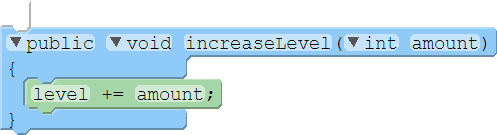 public void increaseLevel(int amount)
{
level += amount;
}